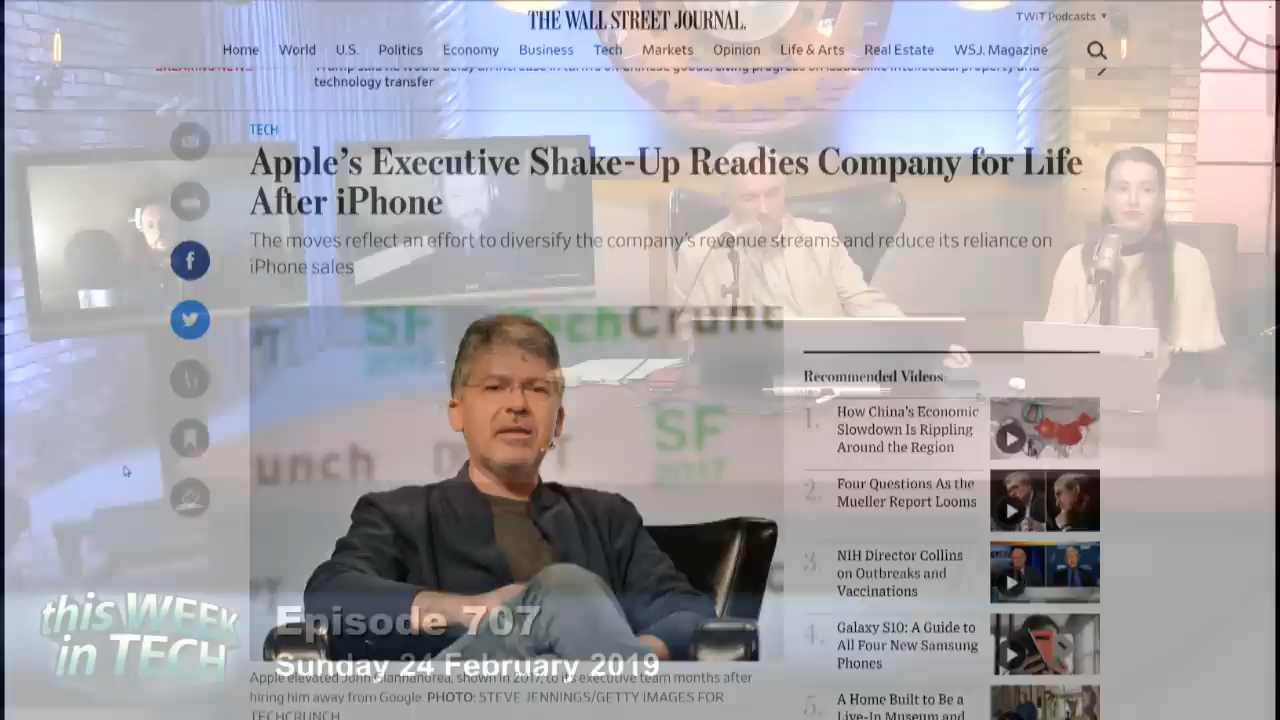 THE WALL STREET JOURNAL.
TWiT Podcasts
Home World U.S. Politics Economy Business Tech Markets Opinion Life & Arts Real Estate WSJ. Magazine
technology transfer
TECH
Apple's Executive Shake-Up Readies Company for Life
After iPhone
The moves reflect an effort to diversify the company's revenue streams and reduce its reliance on
iPhone sales
SF
TechCrunc
unch
SF
2017
Recommended Videos
1. How China's Economic
Slowdown Is Rippling
Around the Region
2. Four Questions As the
Mueller Report Looms
3. NIH Director Collins
on Outbreaks and
Vaccinations
4. Galaxy S10: A Guide to
All Four New Samsung
Phones
5. A Home Built to Be a
Live-In Museum and
this WEEK
in TECH
Episode 707
Sunday 24 February 2019
Apple elevated John Giannandrea, shown in 2017, to its executive team months after
hiring him away from Google. PHOTO: STEVE JENNINGS/GETTY IMAGES FOR
TECHCRUNCH